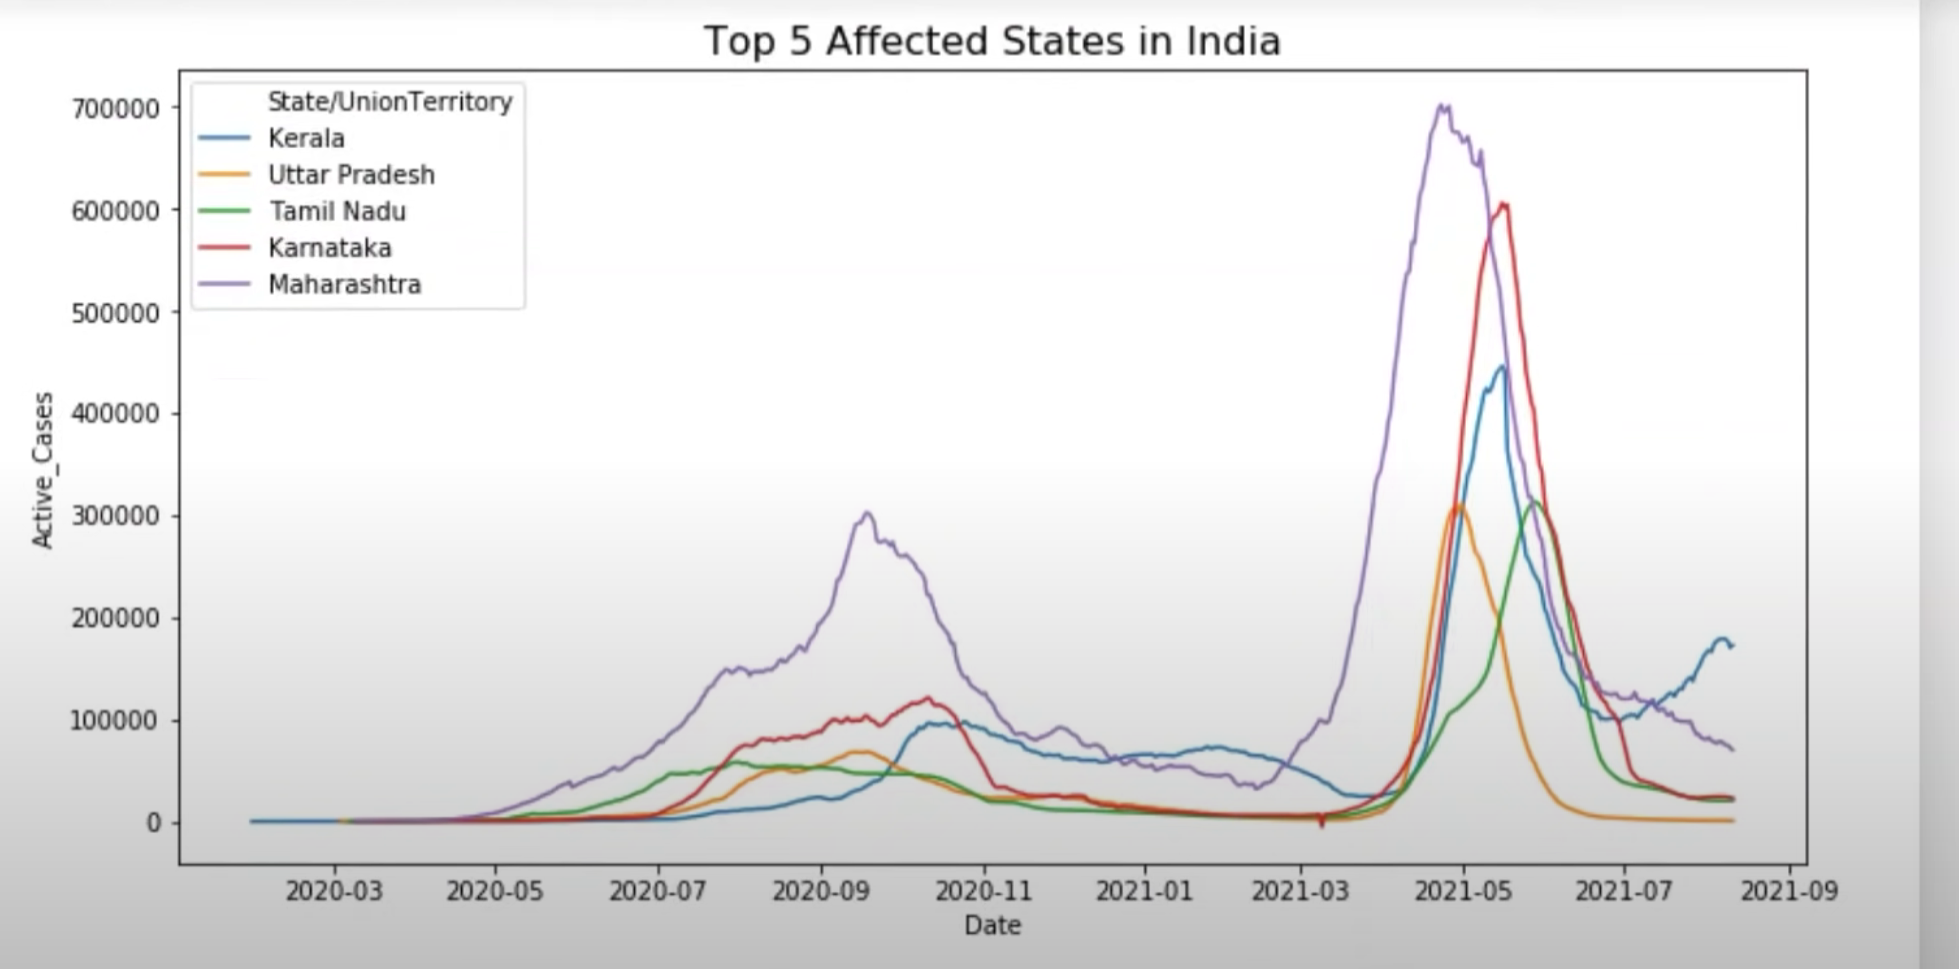 Top 5 Affected States in India
State/UnionTerritory
Kerala
Uttar Pradesh
Tamil Nadu
Karnataka
Maharashtra
700000
600000
500000
400000
300000
200000
100000
0
Active_Cases
2020-03 2020-05 2020-07 2020-09 2020-11 2021-01 2021-03 2021-05 2021-07 2021-09
Date